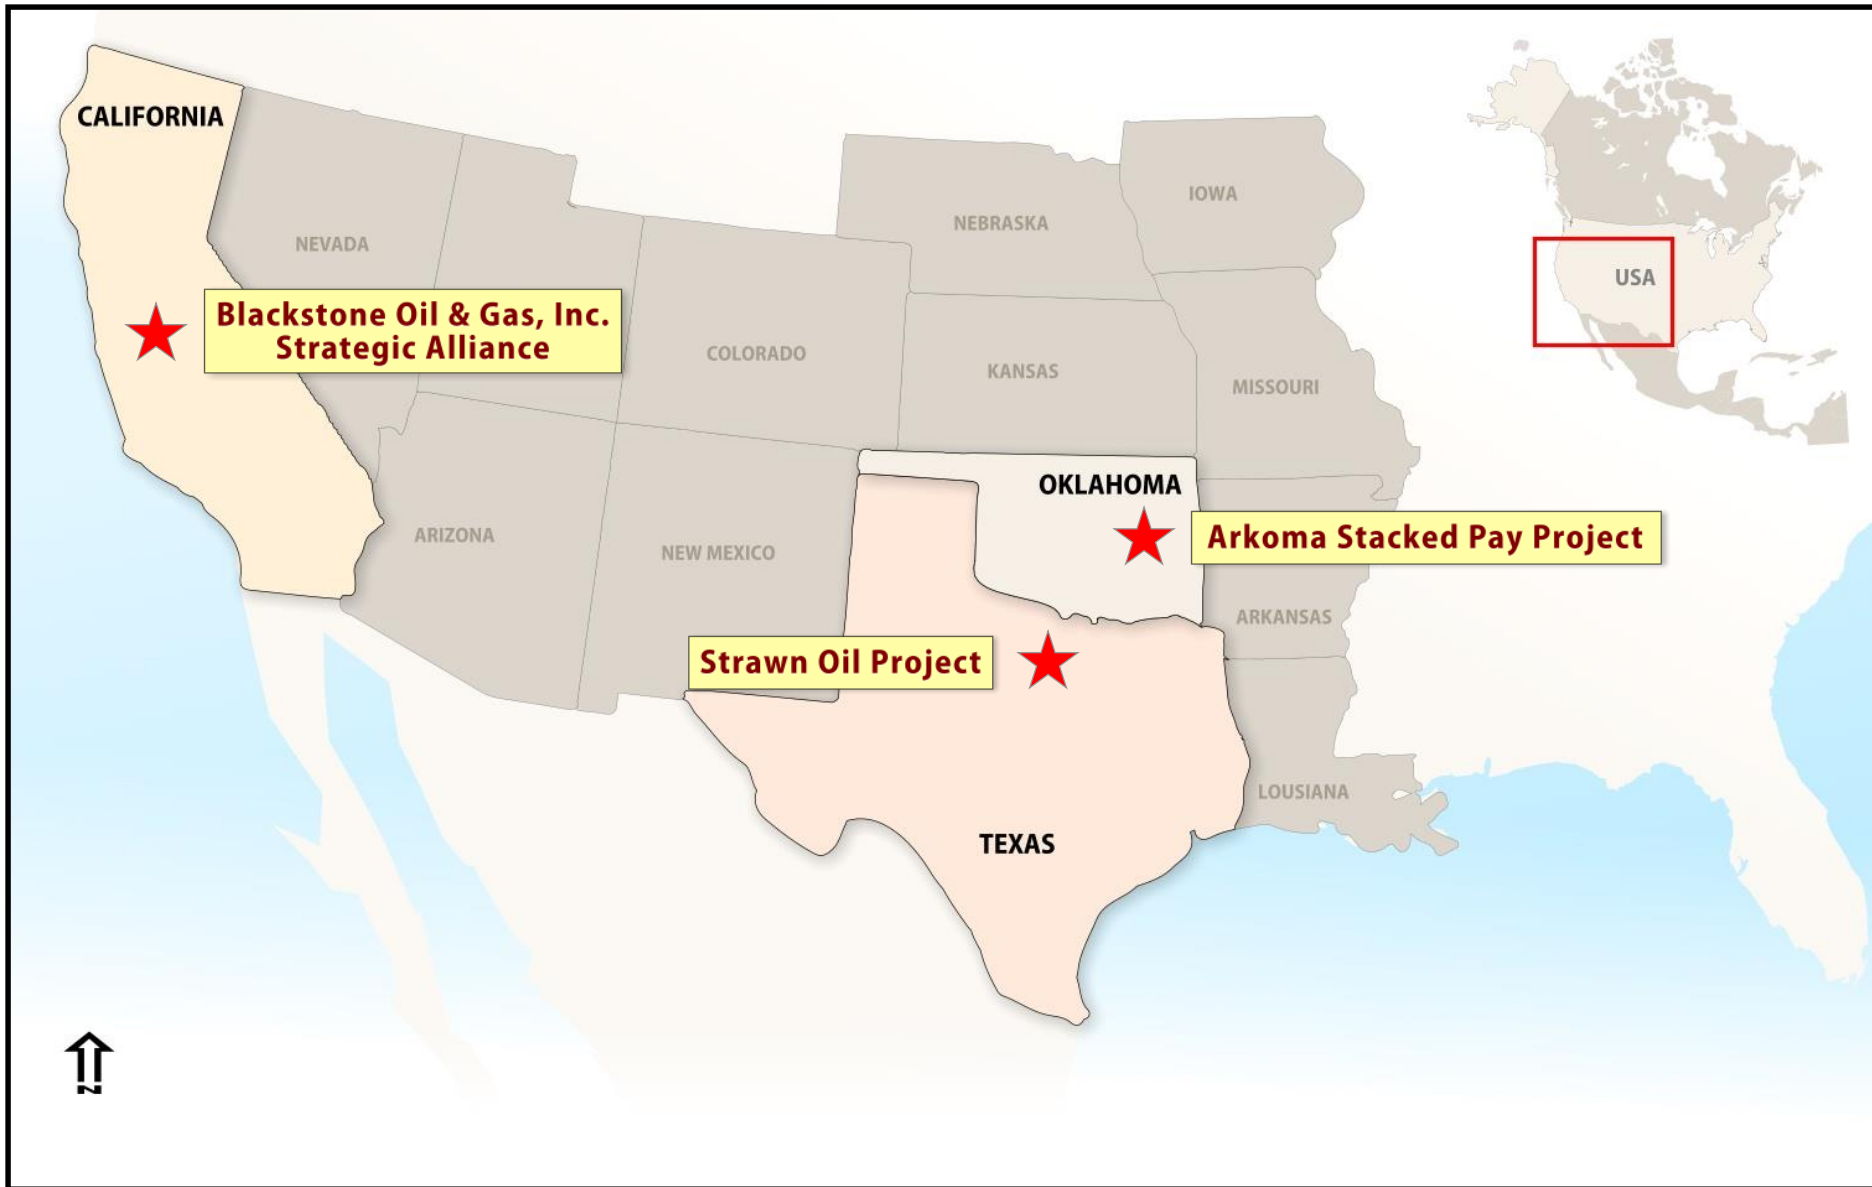 CALIFORNIA
NEVADA
NEBRASKA
IOWA
USA
Blackstone Oil & Gas, Inc.
Strategic Alliance
COLORADO
KANSAS
MISSOURI
OKLAHOMA
ARIZONA
NEW MEXICO
Arkoma Stacked Pay Project
ARKANSAS
Strawn Oil Project
LOUSIANA
TEXAS
N